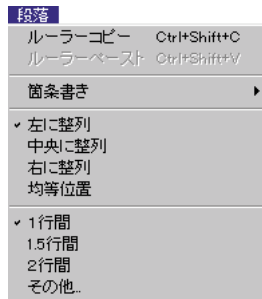 段落
ルーラーコピー Ctrl+Shift+C
ルーラーペースト Ctrl+Shift+V
箇条書き
左に整列
中央に整列
右に整列
均等位置
1行間
1.5行間
2行間
その他...